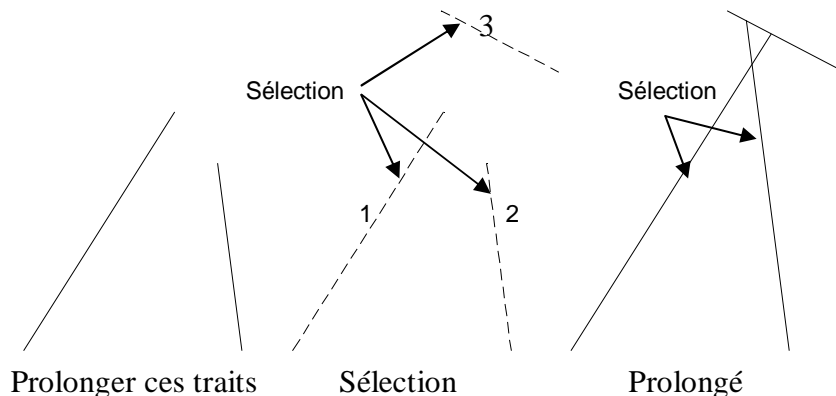 3
Sélection
Sélection
1
2
Prolonger ces traits
Sélection
Prolongé